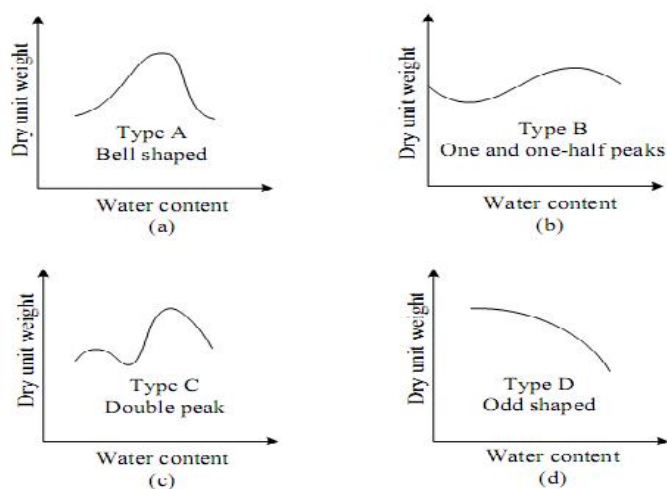 Dry unit weight
Type A
Bell shaped
Water content
(a)
Dry unit weight
Type B
One and one-half peaks
Water content
(b)
Dry unit weight
Type C
Double peak
Water content
(c)
Dry unit weight
Type D
Odd shaped
Water content
(d)